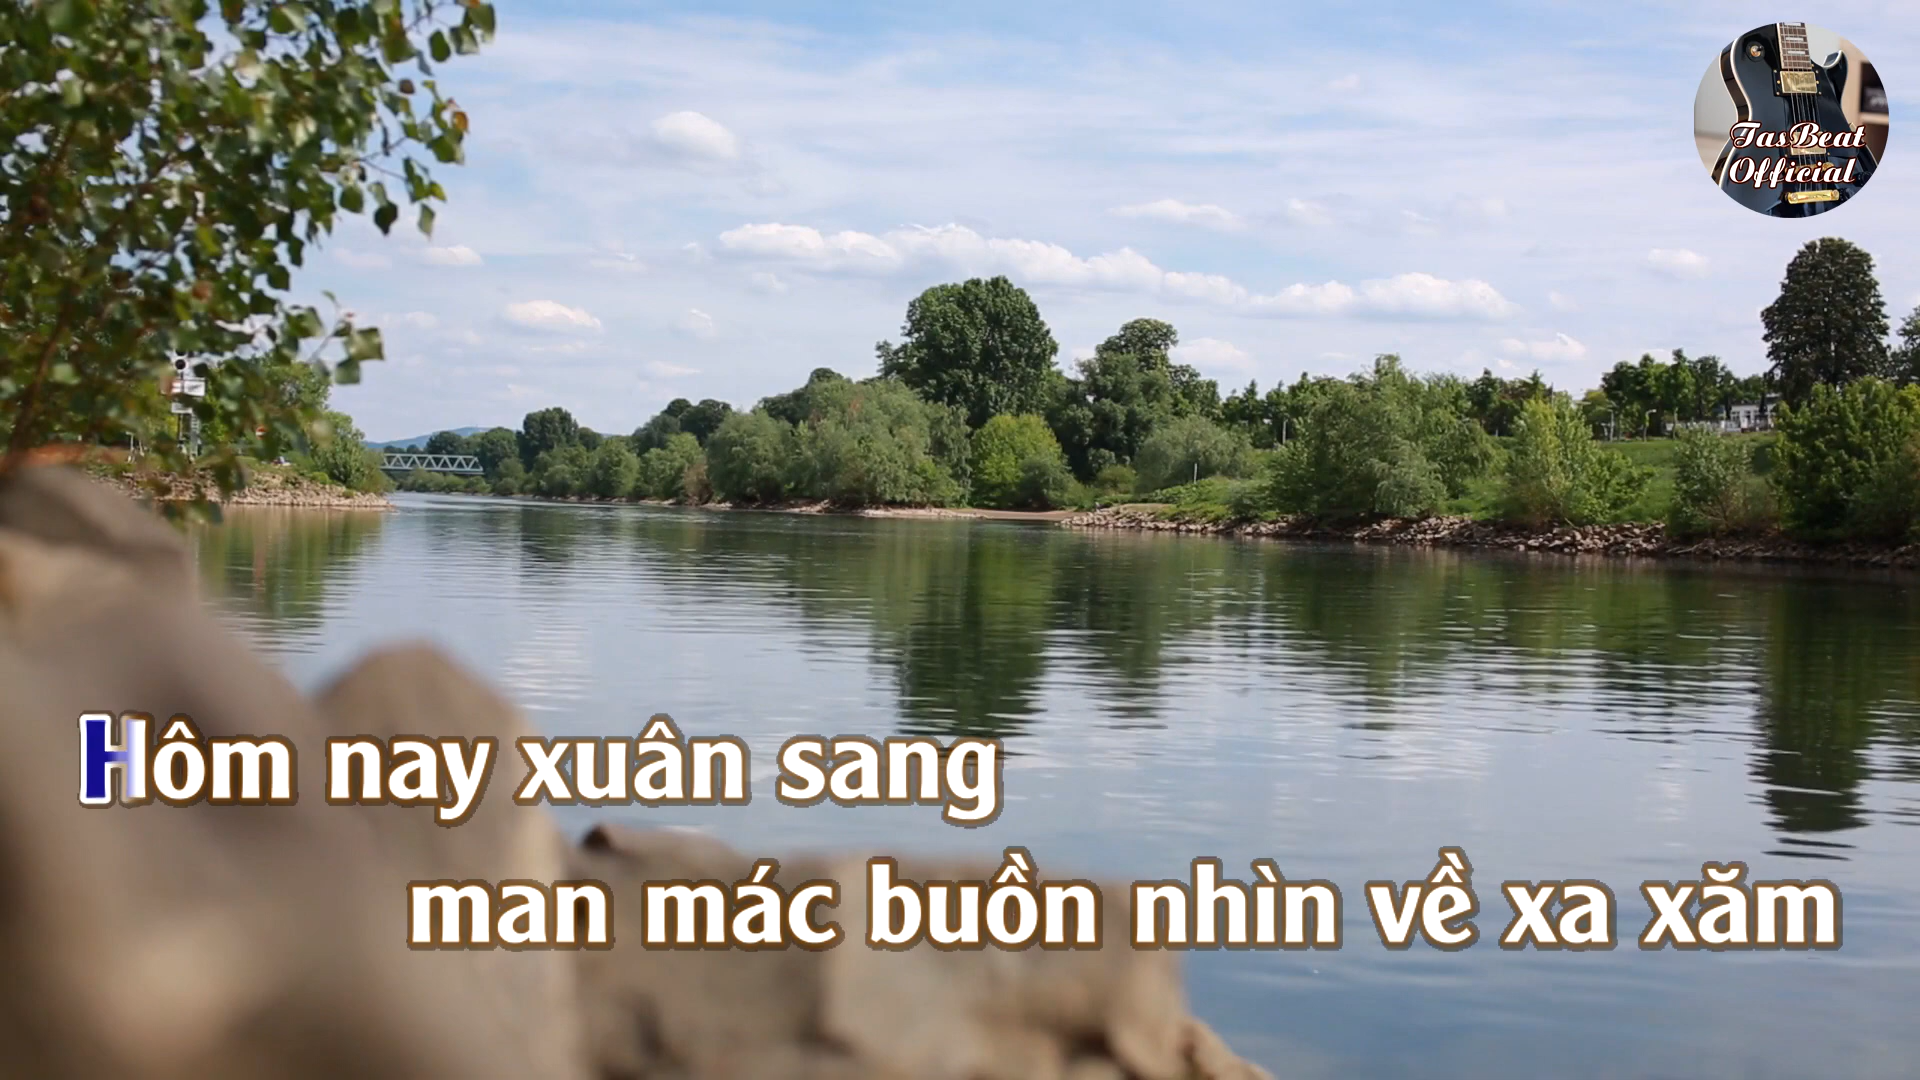 TasBeat
Official
Hôm nay xuân sang
man mác buồn nhìn về xa xăm